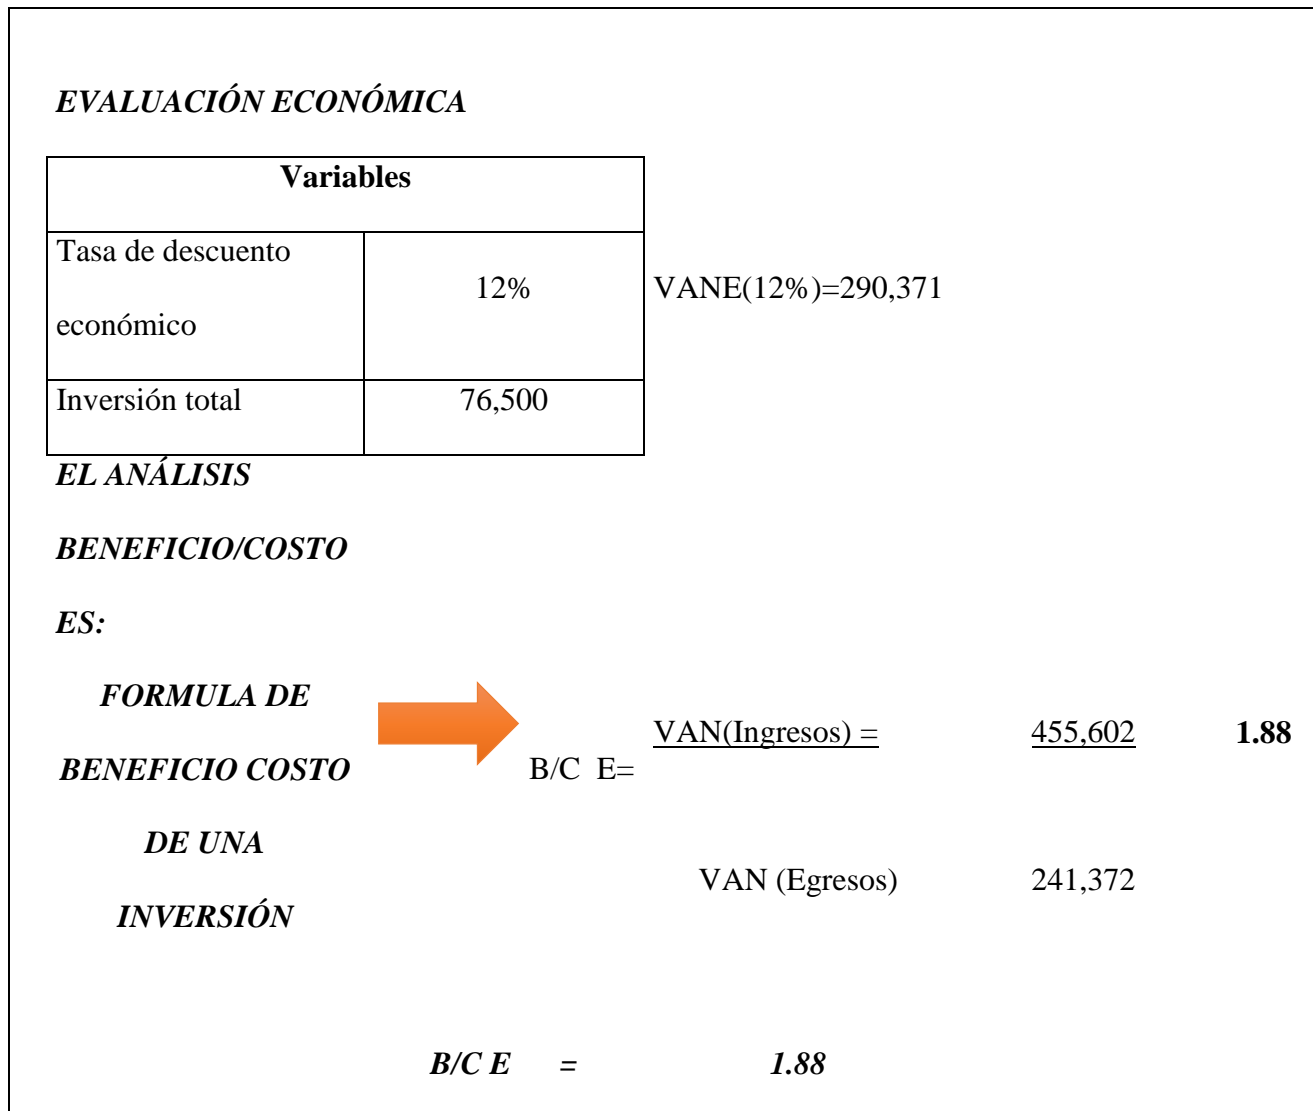 EVALUACIÓN ECONÓMICA
Variables
Tasa de descuento
económico
12%
VANE(12%)=290,371
Inversión total 76,500
EL ANÁLISIS
BENEFICIO/COSTO
ES:
FORMULA DE
BENEFICIO COSTO
DE UNA
INVERSIÓN
B/C E=
VAN(Ingresos) = 455,602 1.88
VAN (Egresos) 241,372
B/C E = 1.88